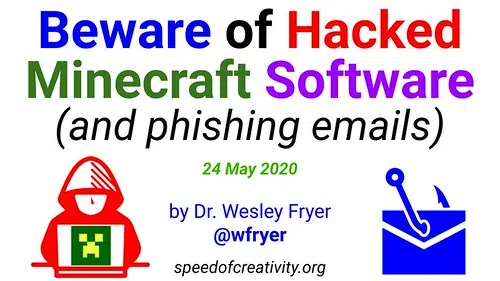 Beware of Hacked
Minecraft Software
(and phishing emails)
24 May 2020
by Dr. Wesley Fryer
@wfryer
speedofcreativity.org